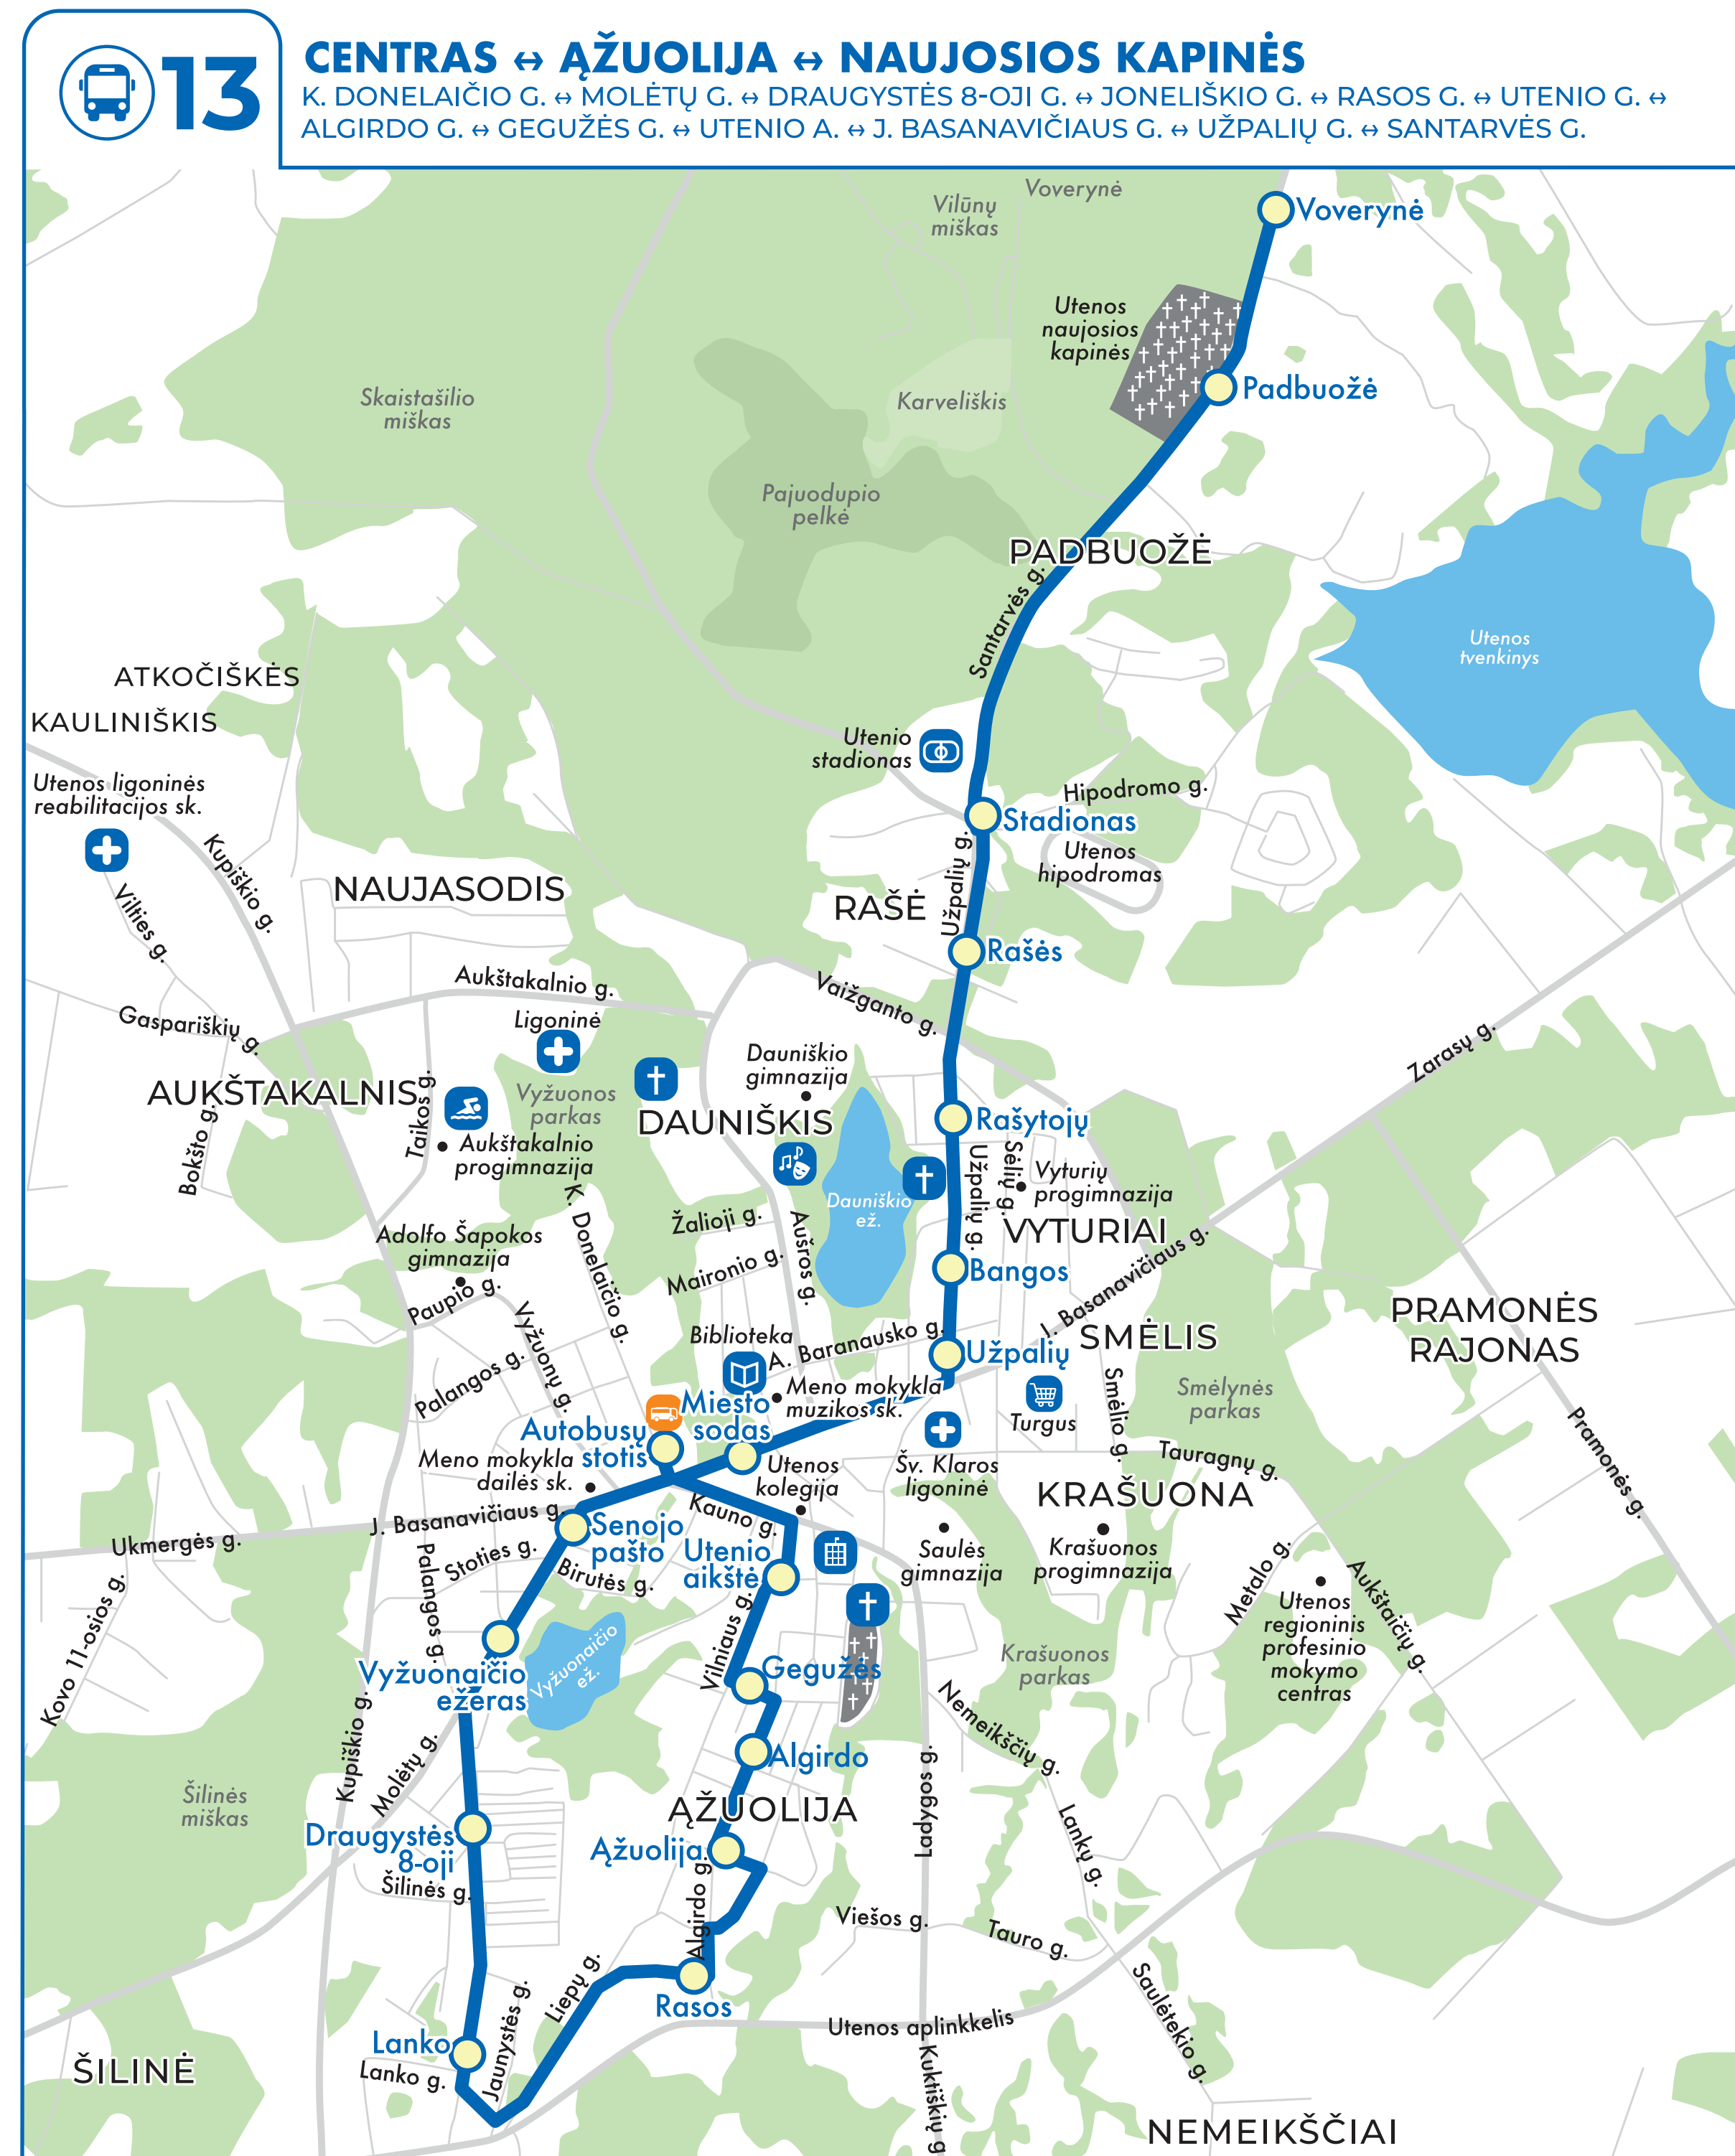 13
CENTRAS ↔ ĄŽUOLIJA ↔ NAUJOSIOS KAPINĖS
K. DONELAIČIO G. ↔ MOLĖTŲ G. ↔ DRAUGYSTĖS 8-OJI G. ↔ JONELIŠKIO G. ↔ RASOS G. ↔ UTENIO G. ↔
ALGIRDO G. ↔ GEGUŽĖS G. ↔ UTENIO A. ↔ J. BASANAVIČIAUS G. ↔ UŽPALIŲ G. ↔ SANTARVĖS G.
Voverynė
Vilūnų
miškas
Voverynė
Utenos
naujosios
kapinės
Padbuožė
Skaistašilio
miškas
Karveliškis
Pajuodupio
pelkė
PADBUOŽĖ
Santarvės g.
Utenos
tvenkinys
ATKOČIŠKĖS
KAULINIŠKIS
Utenio
stadionas
Utenos ligoninės
reabilitacijos sk.
Hipodromo g.
Stadionas
Utenos
hipodromas
Kupiškio g.
Vilties g.
NAUJASODIS
RAŠĖ
Užpalių g.
Rašės
Aukštakalnio g.
Vaižganto g.
Gaspariškių g.
Ligoninė
Zarasų g.
Dauniškio
gimnazija
AUKŠTAKALNIS
Vyžuonos
parkas
Taikos g.
DAUNIŠKIS
Rašytojų
Aukštakalnio
progimnazija
Bokšto g.
Užpalių g.
Sėlių g.
Vyturių
progimnazija
Dauniškio
ež.
K. Donelaičio g.
Žalioji g.
Aušros g.
VYTURIAI
Adolfo Šapokos
gimnazija
Maironio g.
Bangos
J. Basanavičiaus g.
Paupio g.
Vyžuonų g.
PRAMONĖS
RAJONAS
Biblioteka
A. Baranausko g.
Užpalių
SMĖLIS
Palangos g.
Meno mokykla
muzikos sk.
Miesto
sodas
Turgus
Smėlio g.
Smėlynės
parkas
Autobusų
stotis
Meno mokykla
dailės sk.
Utenos
kolegija
Šv. Klaros
ligoninė
Tauragnų g.
Pramonės g.
KRAŠUONA
Kauno g.
J. Basanavičiaus g.
Ukmergės g.
Senojo
pašto
Stoties g.
Birutės g.
Utenio
aikštė
Saulės
gimnazija
Krašuonos
progimnazija
Metalo g.
Aukštaičių g.
Utenos
regioninis
profesinio
mokymo
centras
Kovo 11-osios g.
Palangos g.
Vilniaus g.
Vyžuonaičio
ež.
Vyžuonaičio
ežeras
Gegužės
Krašuonos
parkas
Nemeikščių g.
Kupiškio g.
Molėtų g.
Algirdo
Ladygos g.
Šilinės
miškas
ĄŽUOLIJA
Lankų g.
Draugystės
8-oji
Ąžuolija
Šilinės g.
Algirdo g.
Viešos g.
Tauro g.
Liepų g.
Jaunystės g.
Rasos
Saulėtekio g.
Utenos aplinkkelis
Lanko
Lanko g.
ŠILINĖ
Kuktiškių g
NEMEIKŠČIAI